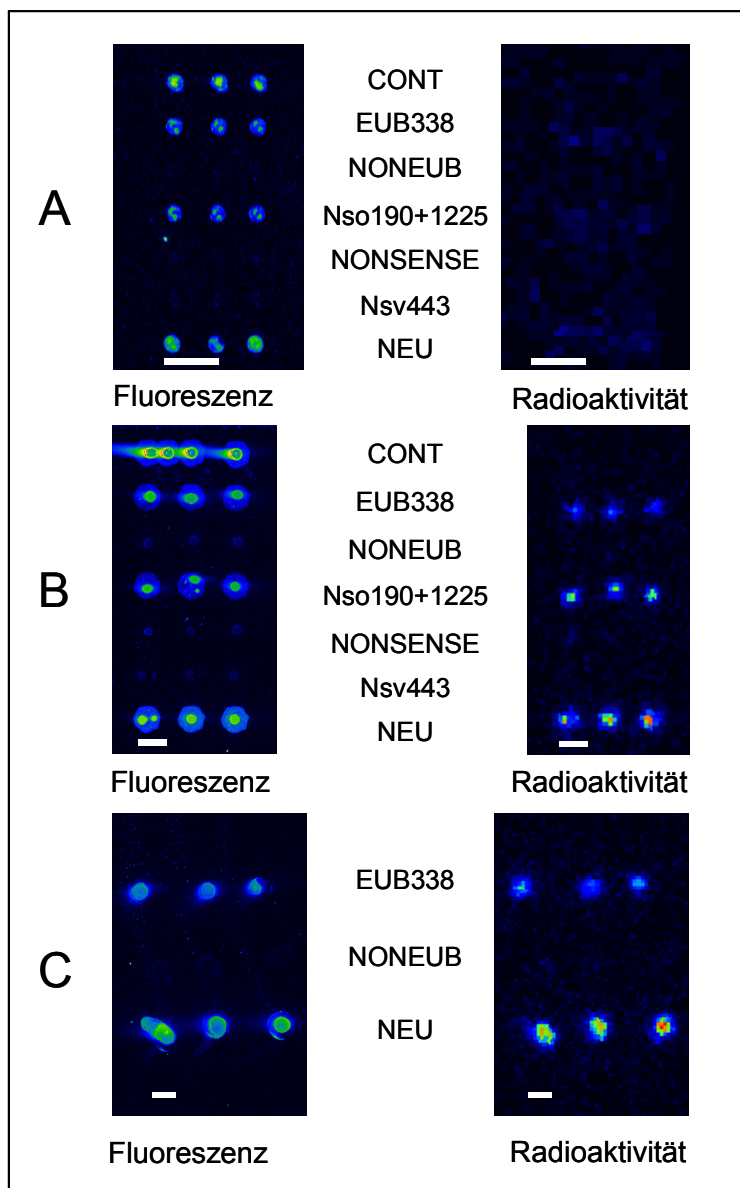 A
CONT
EUB338
NONEUB
Nso190+1225
NONSENSE
Nsv443
NEU
Fluoreszenz
Radioaktivität
B
CONT
EUB338
NONEUB
Nso190+1225
NONSENSE
Nsv443
NEU
Fluoreszenz
Radioaktivität
C
EUB338
NONEUB
NEU
Fluoreszenz
Radioaktivität